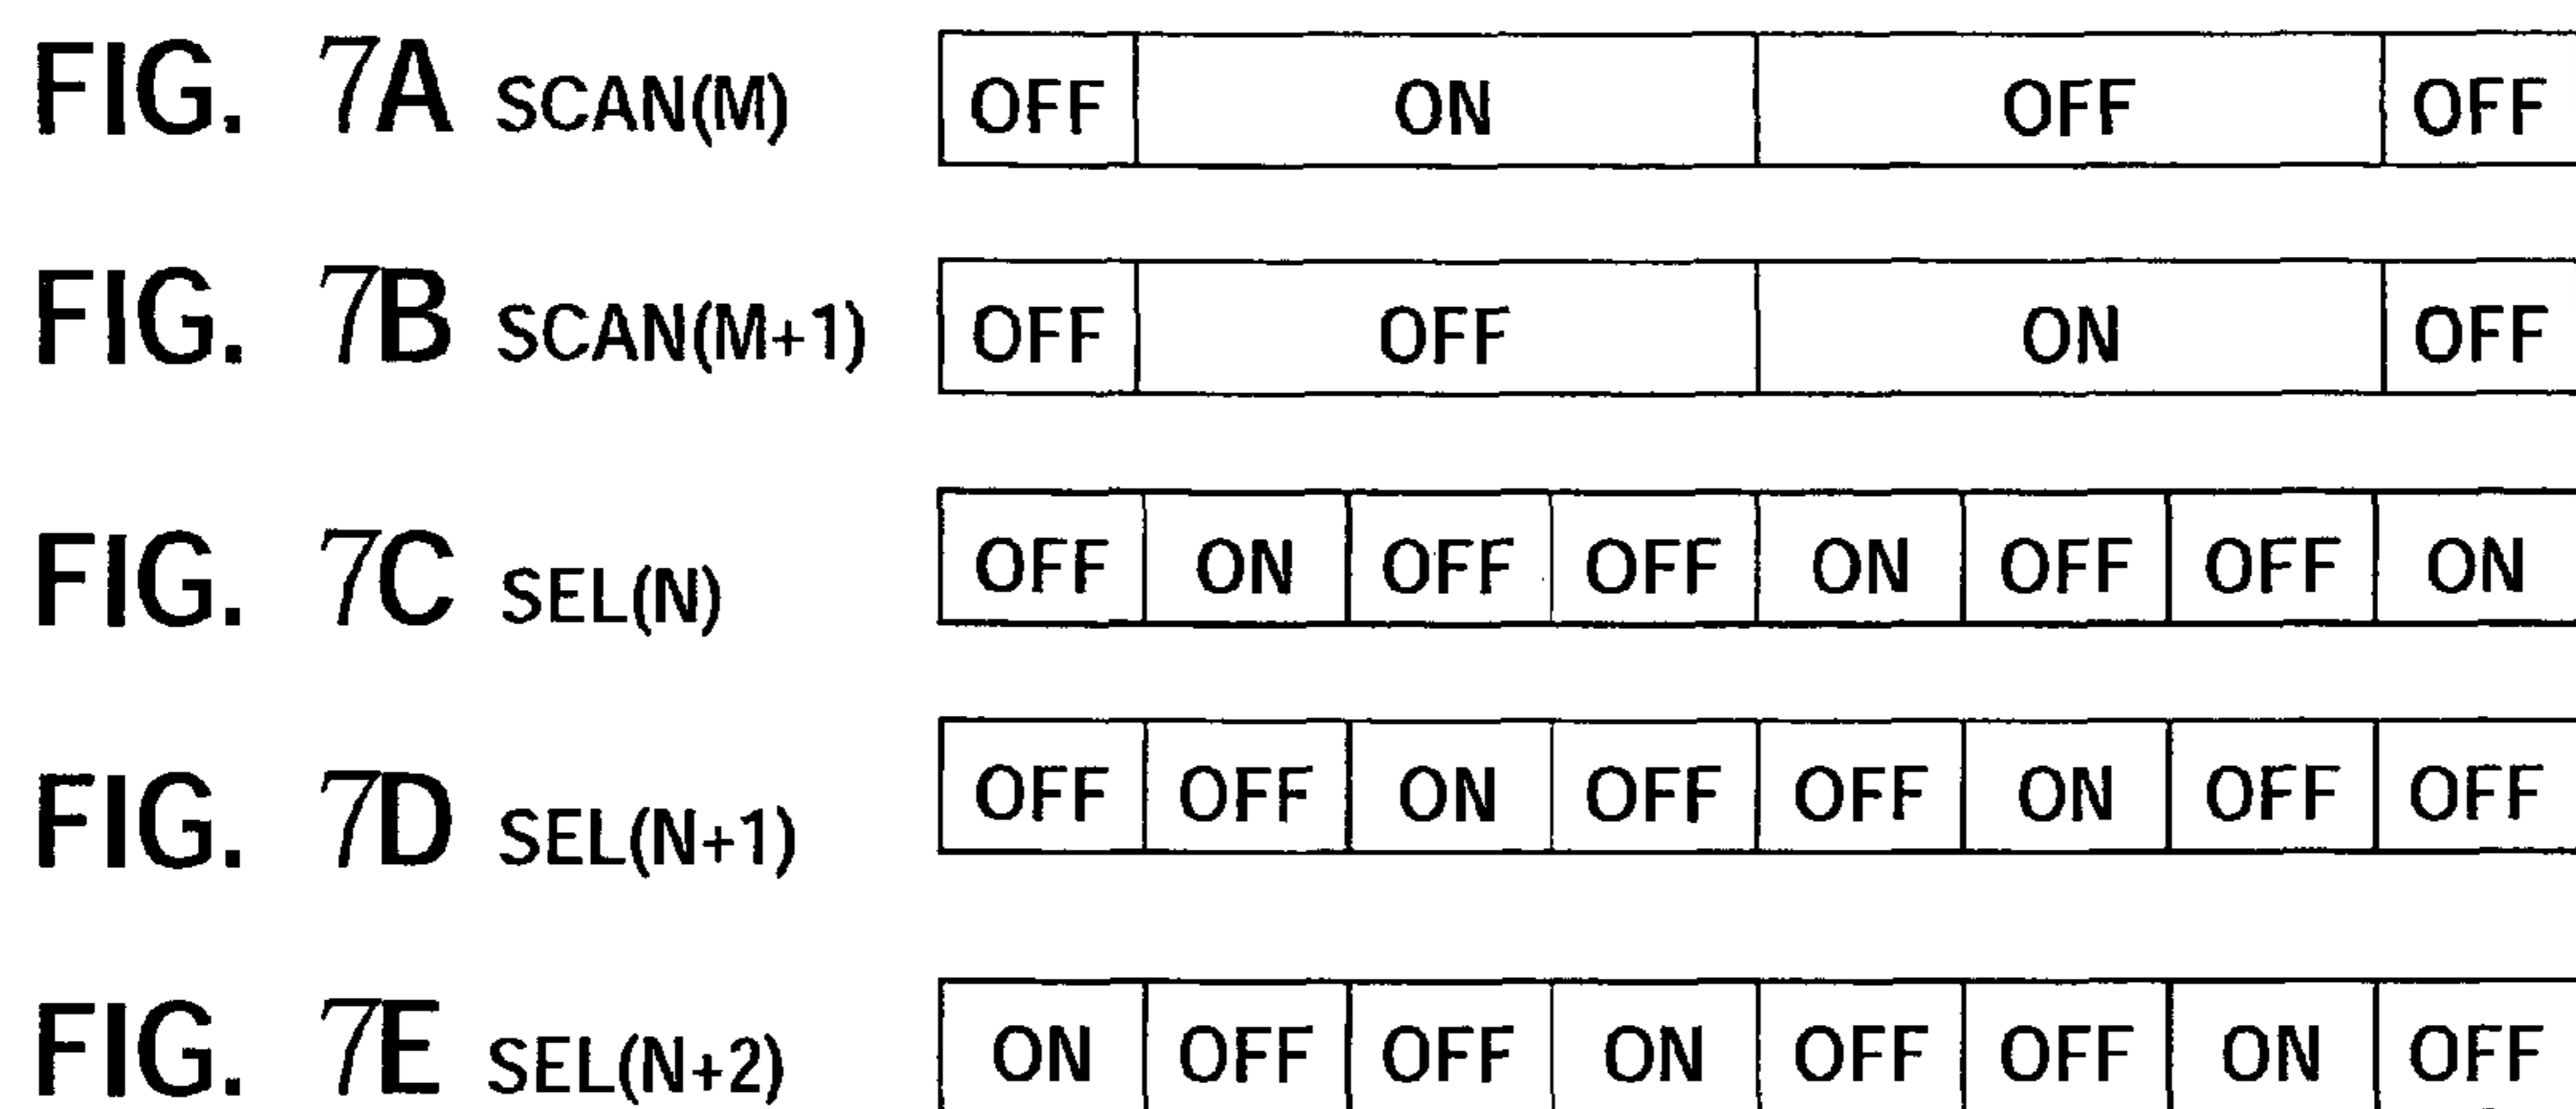 FIG. 7A SCAN(M) OFF ON OFF OFF
FIG. 7B SCAN(M+1) OFF OFF ON OFF
FIG. 7C SEL(N) OFF ON OFF OFF ON OFF OFF ON
FIG. 7D SEL(N+1) OFF OFF ON OFF OFF ON OFF OFF
FIG. 7E SEL(N+2) ON OFF OFF ON OFF OFF ON OFF